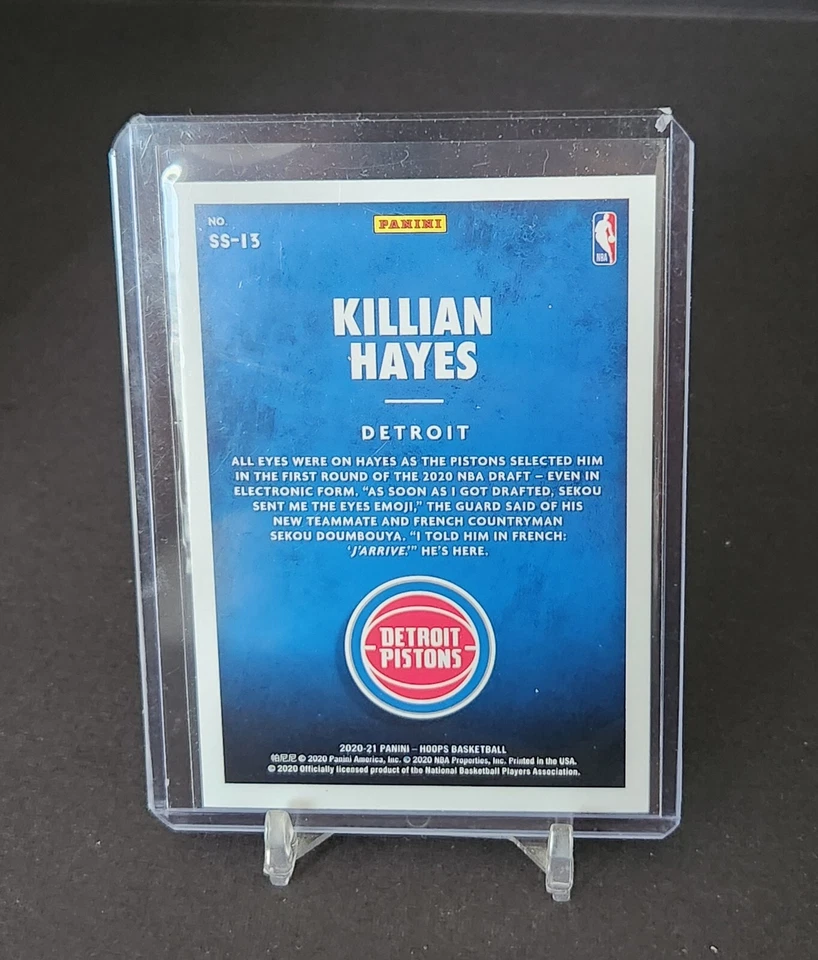 NO.
SS-13
PANINI
NBA
KILLIAN
HAYES
DETROIT
ALL EYES WERE ON HAYES AS THE PISTONS SELECTED HIM
IN THE FIRST ROUND OF THE 2020 NBA DRAFT – EVEN IN
ELECTRONIC FORM. “AS SOON AS I GOT DRAFTED, SEKOU
SENT ME THE EYES EMOJI,” THE GUARD SAID OF HIS
NEW TEAMMATE AND FRENCH COUNTRYMAN
SEKOU DOUMBOUYA. “I TOLD HIM IN FRENCH:
‘J’ARRIVE.’” HE’S HERE.
DETROIT
PISTONS
2020-21 PANINI – HOOPS BASKETBALL
帕尼尼 © 2020 Panini America, Inc. © 2020 NBA Properties, Inc. Printed in the USA.
© 2020 Officially licensed product of the National Basketball Players Association.